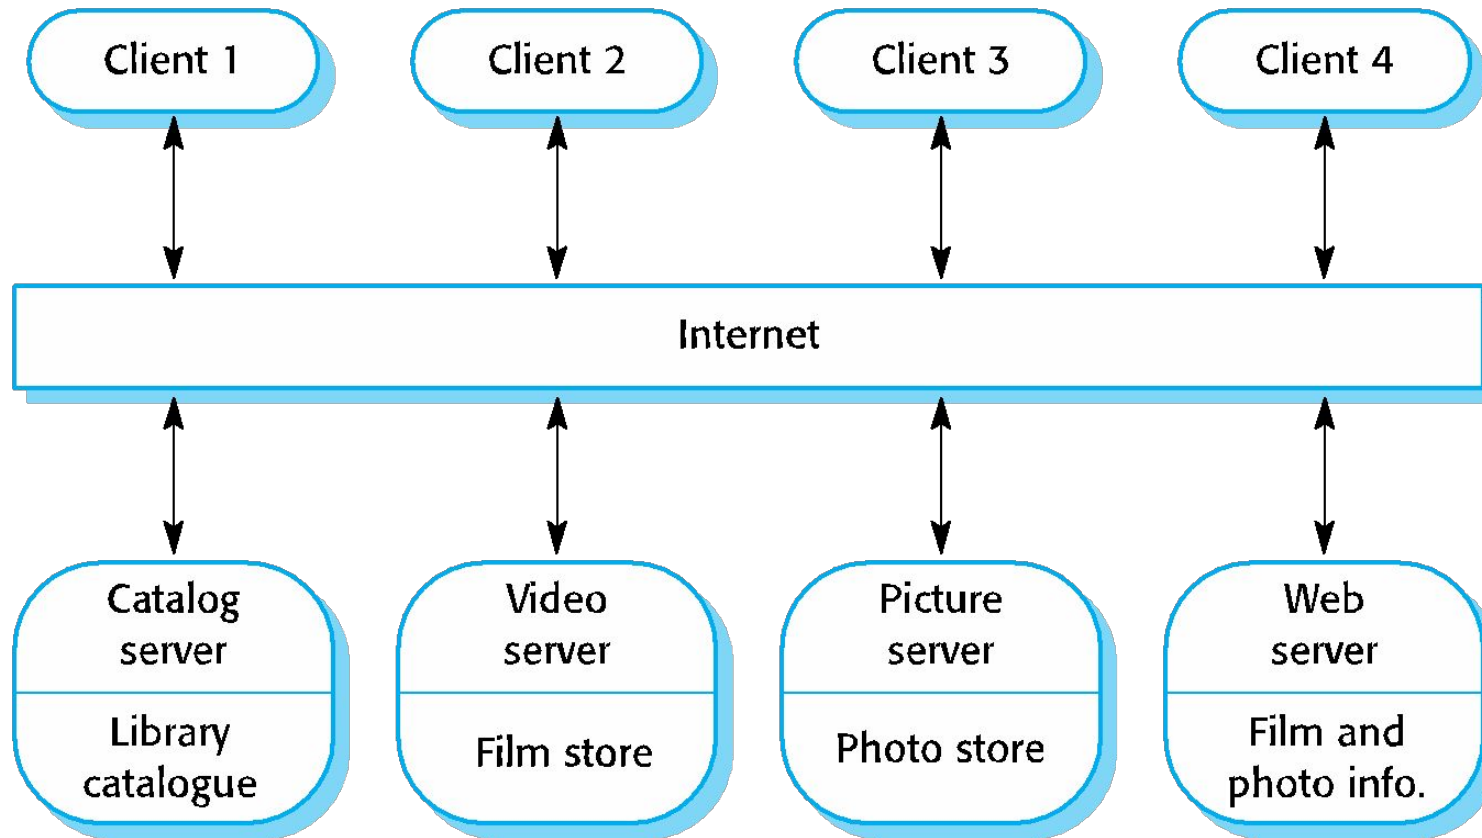 Client 1
Client 2
Client 3
Client 4
Internet
Catalog
server
Library
catalogue
Video
server
Film store
Picture
server
Photo store
Web
server
Film and
photo info.